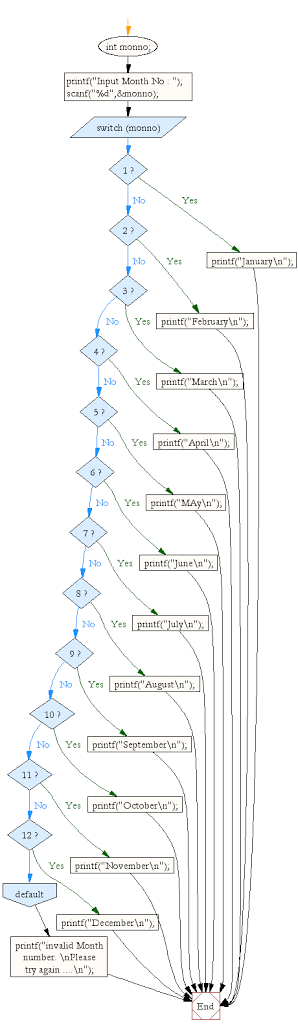 int monno;
printf("Input Month No : ");
scanf("%d",&monno);
switch (monno)
1 ?
Yes
No
2 ?
printf("January\n");
Yes
No
3 ?
printf("February\n");
Yes
No
4 ?
printf("March\n");
Yes
No
5 ?
printf("April\n");
Yes
No
6 ?
printf("MAy\n");
Yes
No
7 ?
printf("June\n");
Yes
No
8 ?
printf("July\n");
Yes
No
9 ?
printf("August\n");
Yes
No
10 ?
printf("September\n");
Yes
No
11 ?
printf("October\n");
Yes
No
12 ?
printf("November\n");
Yes
default
printf("December\n");
printf("invalid Month
number. \nPlease
try again ....\n");
End